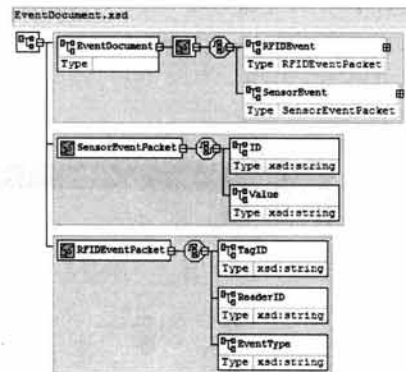 EventDocument.xsd
EventDocument
Type
RFIDEvent
Type RFIDEventPacket
SensorEvent
Type SensorEventPacket
SensorEventPacket
ID
Type xsd:string
Value
Type xsd:string
RFIDEventPacket
TagID
Type xsd:string
ReaderID
Type xsd:string
EventType
Type xsd:string